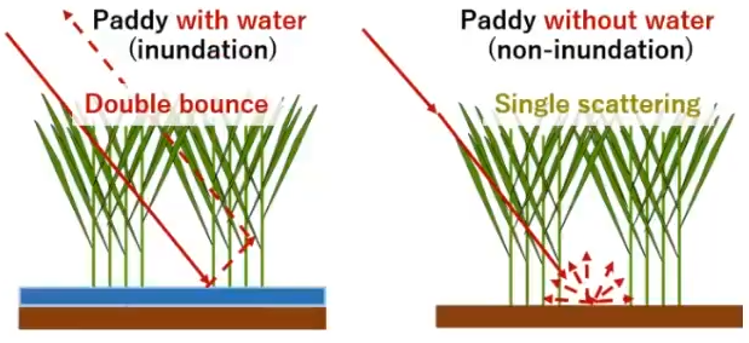 Paddy with water
(inundation)
Double bounce
Paddy without water
(non-inundation)
Single scattering